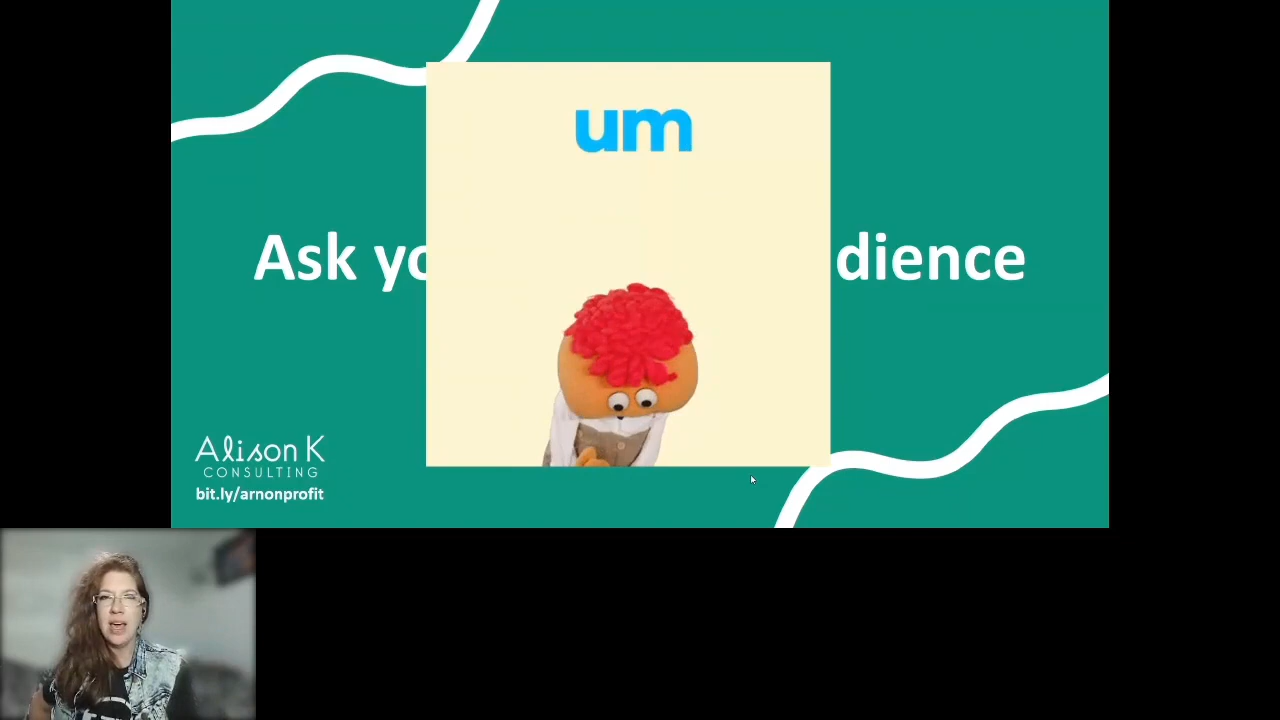 um
Ask yo
dience
Alison K
CONSULTING
bit.ly/arnonprofit